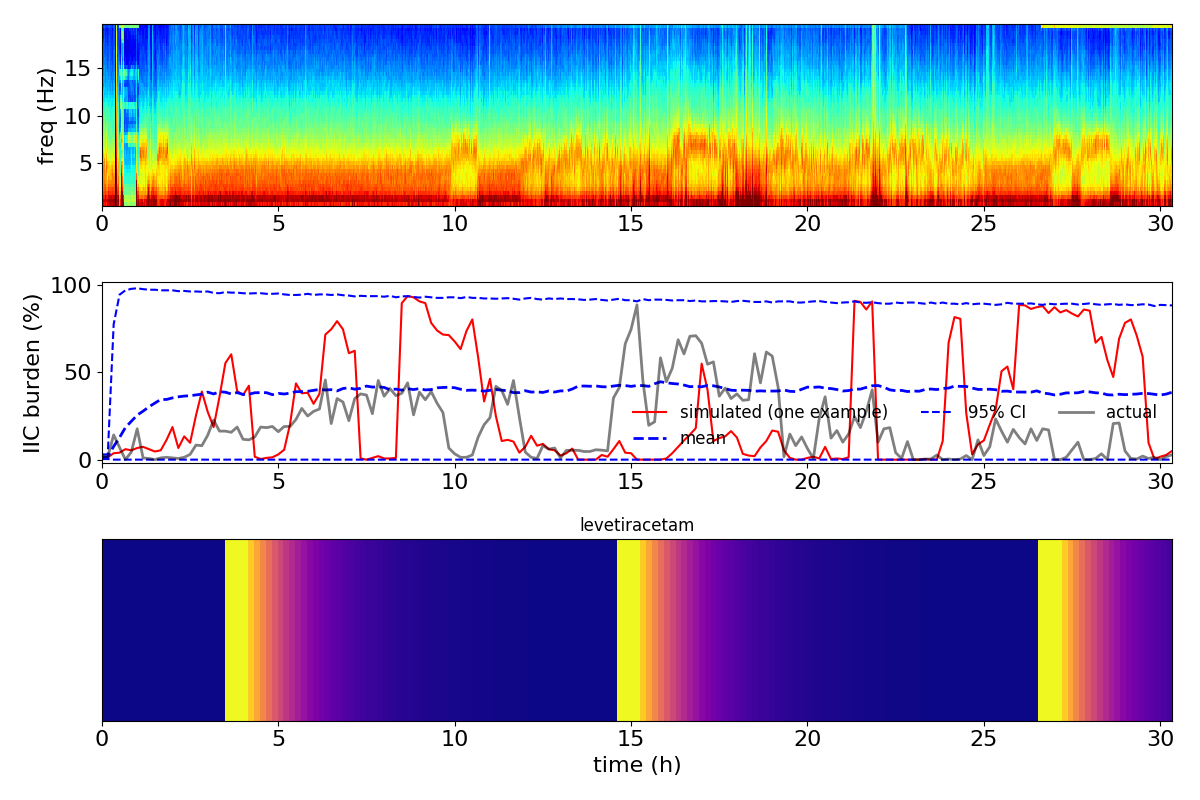 freq (Hz)
15
10
5
0 5 10 15 20 25 30
IIC burden (%)
100
50
0
simulated (one example) 95% CI actual
mean
0 5 10 15 20 25 30
levetiracetam
0 5 10 15 20 25 30
time (h)